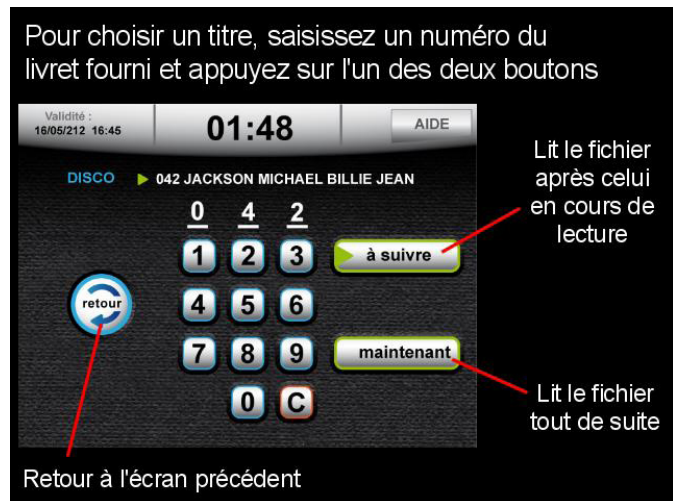 Pour choisir un titre, saisissez un numéro du
livret fourni et appuyez sur l'un des deux boutons
Validité :
16/05/212 16:45
01:48
AIDE
DISCO
042 JACKSON MICHAEL BILLIE JEAN
0 4 2
1 2 3
à suivre
Lit le fichier
après celui
en cours de
lecture
retour
4 5 6
7 8 9
maintenant
0 C
Lit le fichier
tout de suite
Retour à l'écran précédent